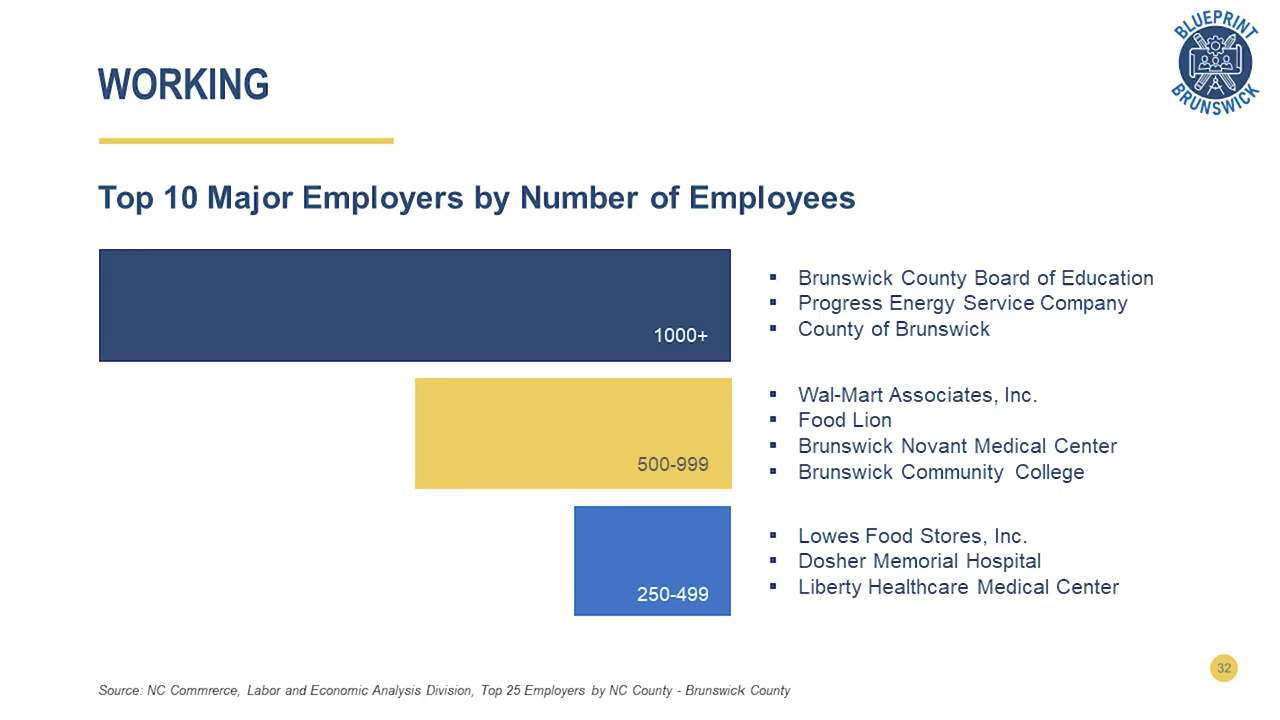 BLUEPRINT
BRUNSWICK
WORKING
Top 10 Major Employers by Number of Employees
1000+
▪ Brunswick County Board of Education
▪ Progress Energy Service Company
▪ County of Brunswick
500-999
▪ Wal-Mart Associates, Inc.
▪ Food Lion
▪ Brunswick Novant Medical Center
▪ Brunswick Community College
250-499
▪ Lowes Food Stores, Inc.
▪ Dosher Memorial Hospital
▪ Liberty Healthcare Medical Center
32
Source: NC Commrerce, Labor and Economic Analysis Division, Top 25 Employers by NC County - Brunswick County